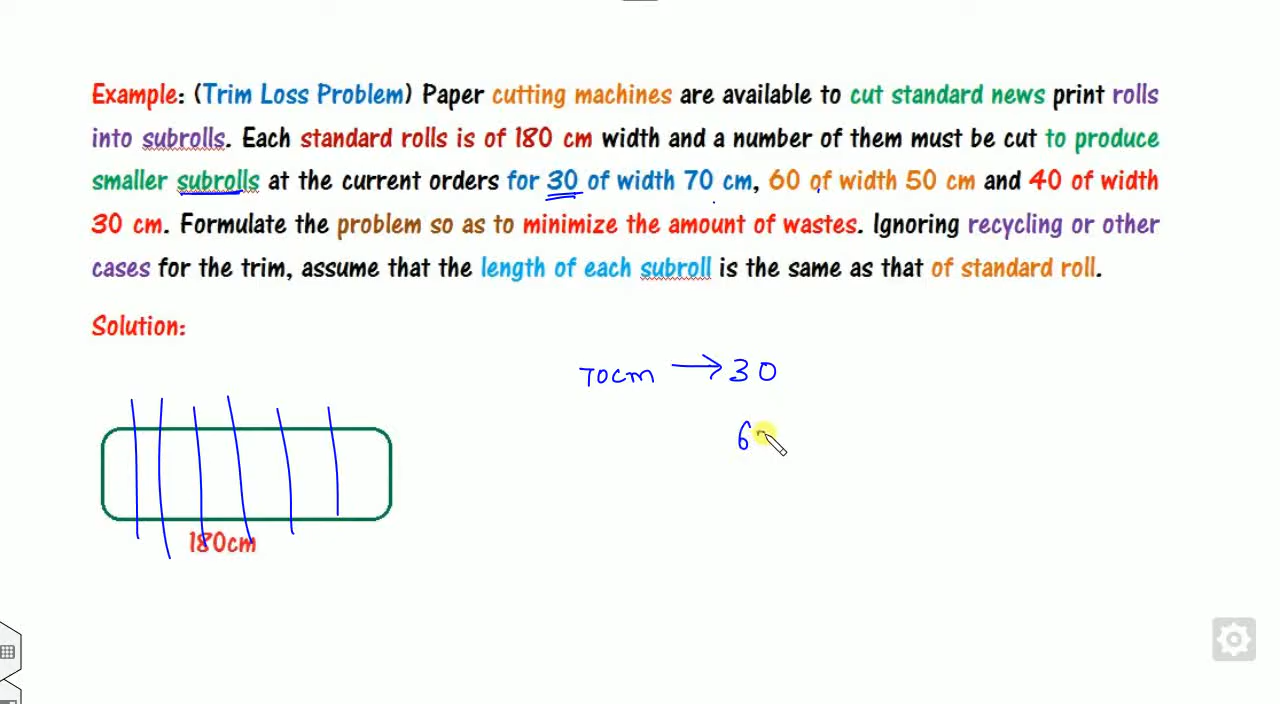 Example: (Trim Loss Problem) Paper cutting machines are available to cut standard news print rolls
into subrolls. Each standard rolls is of 180 cm width and a number of them must be cut to produce
smaller subrolls at the current orders for 30 of width 70 cm, 60 of width 50 cm and 40 of width
30 cm. Formulate the problem so as to minimize the amount of wastes. Ignoring recycling or other
cases for the trim, assume that the length of each subroll is the same as that of standard roll.
Solution:
70cm → 30
6
180cm